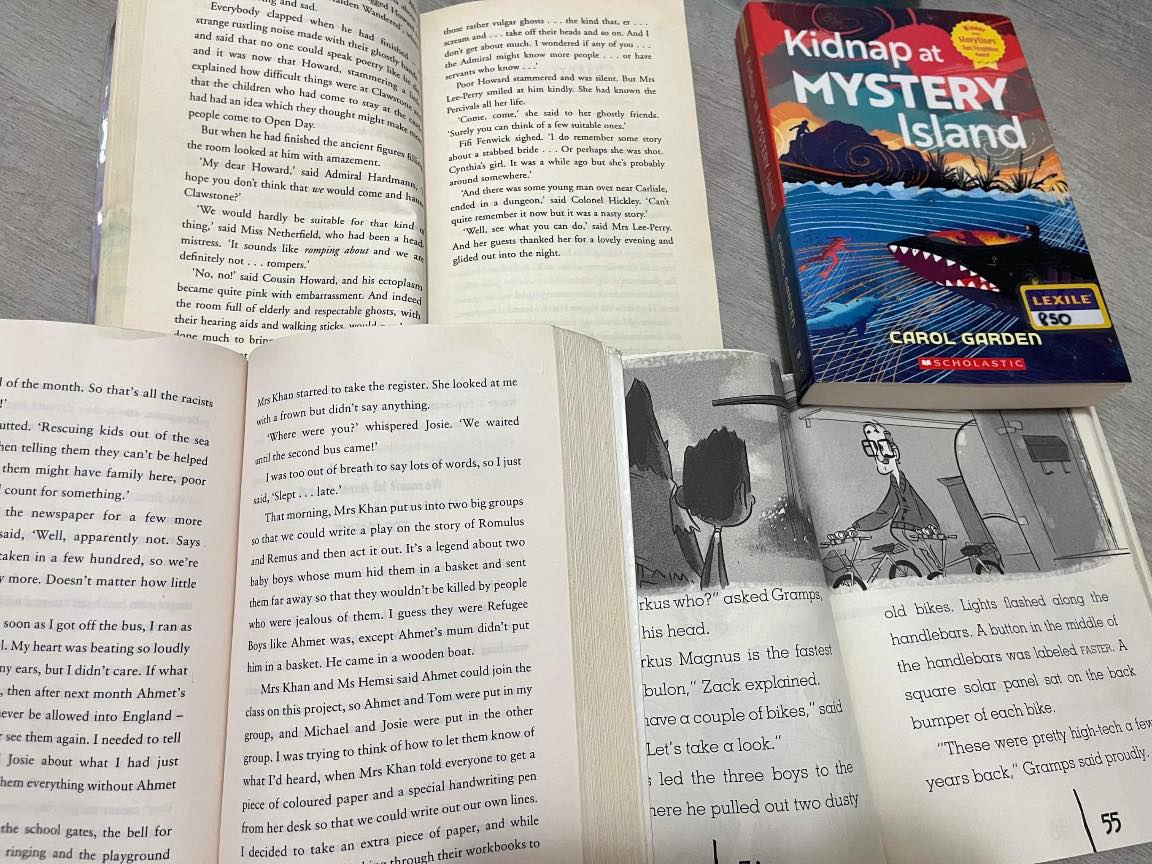 ing and sad.
Everybody clapped when he had finished
strange rustling noise made with their ghostly hands
and said that no one could speak poetry like
and it was now that Howard, stammering a
explained how difficult things were at Clawstone
that the children who had come to stay at the
had had an idea which they thought might make
people come to Open Day.
But when he had finished the ancient figures filling
the room looked at him with amazement.
'My dear Howard,' said Admiral Hardmann,
hope you don't think that we would come and haunt
Clawstone?'
'We would hardly be suitable for that kind
thing,' said Miss Netherfield, who had been a head
mistress. 'It sounds like romping about and we are
definitely not . . . rompers.'
'No, no!' said Cousin Howard, and his ectoplasm
became quite pink with embarrassment. And indeed
the room full of elderly and respectable ghosts, with
their hearing aids and walking sticks, would
done much to bring
those rather vulgar ghosts . . . the kind that, er . . .
scream and . . . take off their heads and so on. And I
don't get about much. I wondered if any of you . . .
the Admiral might know more people . . . or have
servants who know . . .'
Poor Howard stammered and was silent. But Mrs
Lee-Perry smiled at him kindly. She had known the
Percivals all her life.
'Come, come,' she said to her ghostly friends.
'Surely you can think of a few suitable ones.'
Fifi Fenwick sighed. 'I do remember some story
about a stabbed bride . . . Or perhaps she was shot.
Cynthia's girl. It was a while ago but she's probably
around somewhere.'
'And there was some young man over near Carlisle,
ended in a dungeon,' said Colonel Hickley. 'Can't
quite remember it now but it was a nasty story.'
'Well, see what you can do,' said Mrs Lee-Perry.
And her guests thanked her for a lovely evening and
glided out into the night.
Kidnap at
MYSTERY
Island
Storylines
LEXILE
850
CAROL GARDEN
SCHOLASTIC
Kidnap at MYSTERY Island
CAROL GARDEN
l of the month. So that's all the racists
!'
utted. 'Rescuing kids out of the sea
hen telling them they can't be helped
them might have family here, poor
count for something.'
the newspaper for a few more
said, 'Well, apparently not. Says
taken in a few hundred, so we're
y more. Doesn't matter how little
soon as I got off the bus, I ran as
l. My heart was beating so loudly
ny ears, but I didn't care. If what
, then after next month Ahmet's
ever be allowed into England –
see them again. I needed to tell
Josie about what I had just
hem everything without Ahmet
the school gates, the bell for
ringing and the playground
Mrs Khan started to take the register. She looked at me
with a frown but didn't say anything.
'Where were you?' whispered Josie. 'We waited
until the second bus came!'
I was too out of breath to say lots of words, so I just
said, 'Slept . . . late.'
That morning, Mrs Khan put us into two big groups
so that we could write a play on the story of Romulus
and Remus and then act it out. It's a legend about two
baby boys whose mum hid them in a basket and sent
them far away so that they wouldn't be killed by people
who were jealous of them. I guess they were Refugee
Boys like Ahmet was, except Ahmet's mum didn't put
him in a basket. He came in a wooden boat.
Mrs Khan and Ms Hemsi said Ahmet could join the
class on this project, so Ahmet and Tom were put in my
group, and Michael and Josie were put in the other
group. I was trying to think of how to let them know of
what I'd heard, when Mrs Khan told everyone to get a
piece of coloured paper and a special handwriting pen
from her desk so that we could write out our own lines.
I decided to take an extra piece of paper, and while
through their workbooks to
rkus who?" asked Gramps,
his head.
rkus Magnus is the fastest
bulon," Zack explained.
have a couple of bikes," said
Let's take a look."
s led the three boys to the
here he pulled out two dusty
old bikes. Lights flashed along the
handlebars. A button in the middle of
the handlebars was labeled FASTER. A
square solar panel sat on the back
bumper of each bike.
"These were pretty high-tech a few
years back," Gramps said proudly.
55